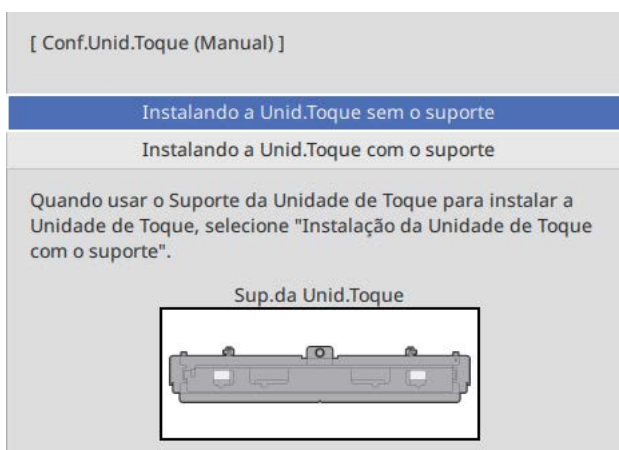 [ Conf.Unid.Toque (Manual) ]
Instalando a Unid.Toque sem o suporte
Instalando a Unid.Toque com o suporte
Quando usar o Suporte da Unidade de Toque para instalar a
Unidade de Toque, selecione "Instalação da Unidade de Toque
com o suporte".
Sup.da Unid.Toque